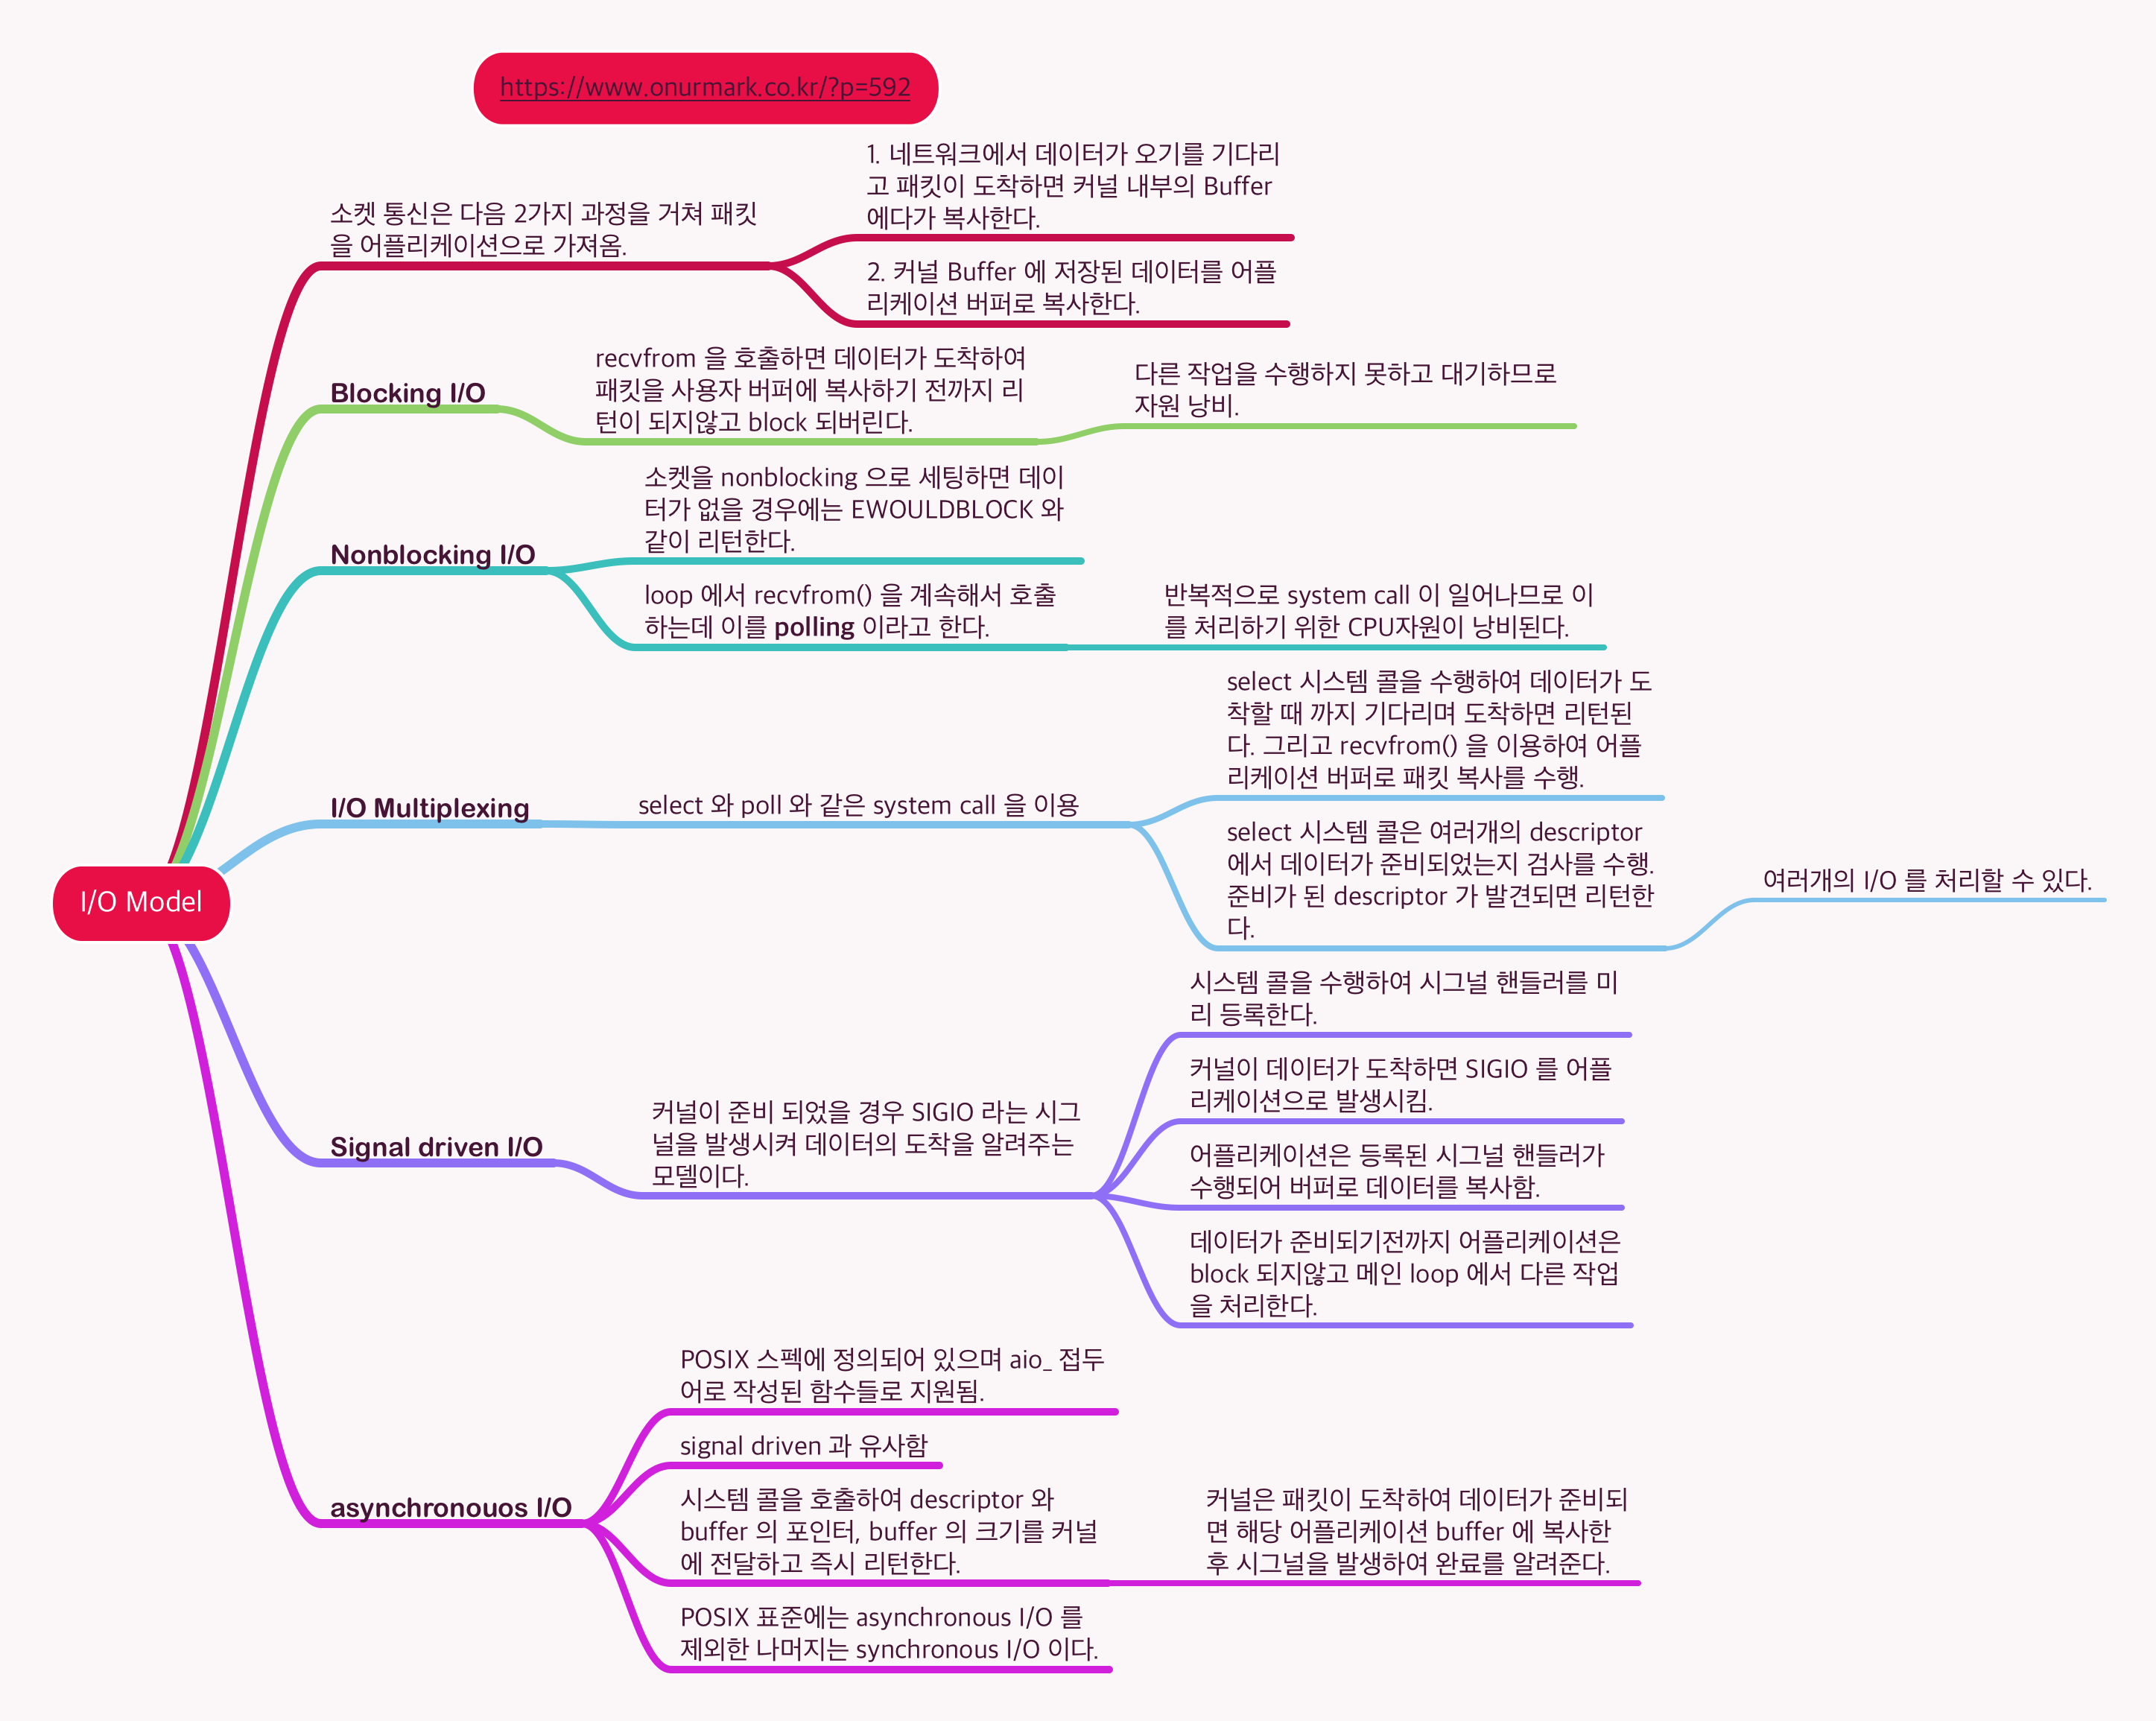 https://www.onurmark.co.kr/?p=592
소켓 통신은 다음 2가지 과정을 거쳐 패킷
을 어플리케이션으로 가져옴.
1. 네트워크에서 데이터가 오기를 기다리
고 패킷이 도착하면 커널 내부의 Buffer
에다가 복사한다.
2. 커널 Buffer 에 저장된 데이터를 어플
리케이션 버퍼로 복사한다.
Blocking I/O
recvfrom 을 호출하면 데이터가 도착하여
패킷을 사용자 버퍼에 복사하기 전까지 리
턴이 되지않고 block 되버린다.
다른 작업을 수행하지 못하고 대기하므로
자원 낭비.
Nonblocking I/O
소켓을 nonblocking 으로 세팅하면 데이
터가 없을 경우에는 EWOULDBLOCK 와
같이 리턴한다.
loop 에서 recvfrom() 을 계속해서 호출
하는데 이를 polling 이라고 한다.
반복적으로 system call 이 일어나므로 이
를 처리하기 위한 CPU자원이 낭비된다.
I/O Multiplexing
select 와 poll 와 같은 system call 을 이용
select 시스템 콜을 수행하여 데이터가 도
착할 때 까지 기다리며 도착하면 리턴된
다. 그리고 recvfrom() 을 이용하여 어플
리케이션 버퍼로 패킷 복사를 수행.
select 시스템 콜은 여러개의 descriptor
에서 데이터가 준비되었는지 검사를 수행.
준비가 된 descriptor 가 발견되면 리턴한
다.
여러개의 I/O 를 처리할 수 있다.
I/O Model
Signal driven I/O
커널이 준비 되었을 경우 SIGIO 라는 시그
널을 발생시켜 데이터의 도착을 알려주는
모델이다.
시스템 콜을 수행하여 시그널 핸들러를 미
리 등록한다.
커널이 데이터가 도착하면 SIGIO 를 어플
리케이션으로 발생시킴.
어플리케이션은 등록된 시그널 핸들러가
수행되어 버퍼로 데이터를 복사함.
데이터가 준비되기전까지 어플리케이션은
block 되지않고 메인 loop 에서 다른 작업
을 처리한다.
asynchronouos I/O
POSIX 스펙에 정의되어 있으며 aio_ 접두
어로 작성된 함수들로 지원됨.
signal driven 과 유사함
시스템 콜을 호출하여 descriptor 와
buffer 의 포인터, buffer 의 크기를 커널
에 전달하고 즉시 리턴한다.
커널은 패킷이 도착하여 데이터가 준비되
면 해당 어플리케이션 buffer 에 복사한
후 시그널을 발생하여 완료를 알려준다.
POSIX 표준에는 asynchronous I/O 를
제외한 나머지는 synchronous I/O 이다.